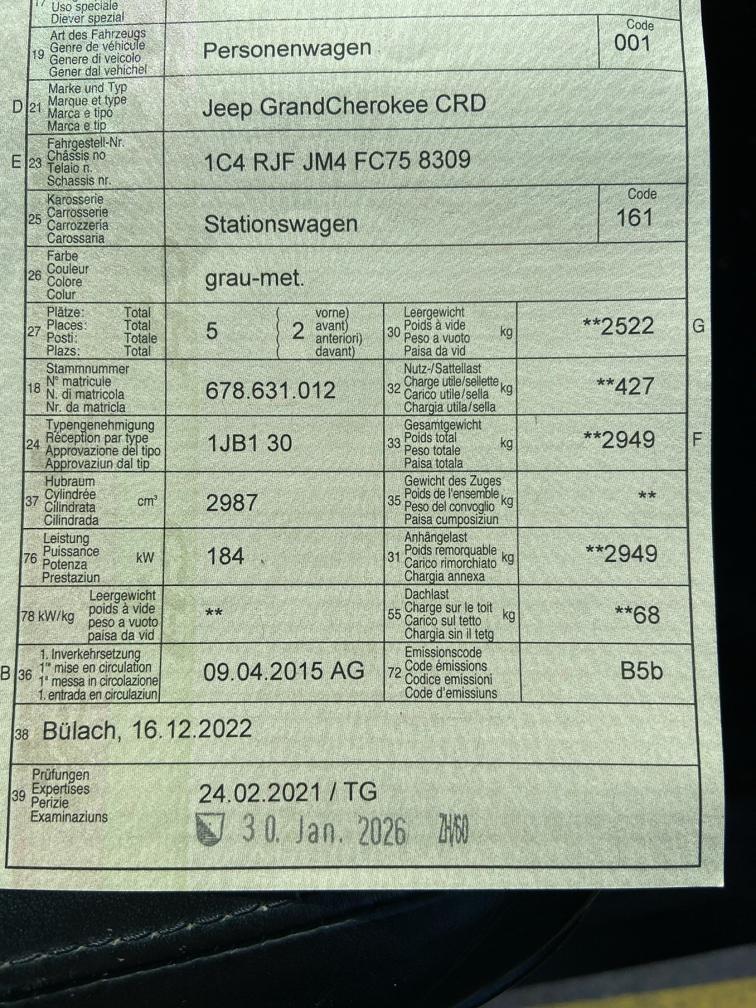 17 Uso speciale
Diever spezial
Art des Fahrzeugs
19 Genre de véhicule
Genere di veicolo
Gener dal vehichel
Personenwagen
Code
001
Marke und Typ
D 21 Marque et type
Marca e tipo
Marca e tip
Jeep GrandCherokee CRD
Fahrgestell-Nr.
E 23 Châssis no
Telaio n.
Schassis nr.
1C4 RJF JM4 FC75 8309
Karosserie
25 Carrosserie
Carrozzeria
Carossaria
Stationswagen
Code
161
Farbe
26 Couleur
Colore
Colur
grau-met.
Plätze: Total
27 Places: Total
Posti: Totale
Plazs: Total
5 ( 2 vorne)
( avant)
( anteriori)
( davant)
Leergewicht
30 Poids à vide kg
Peso a vuoto
Paisa da vid
**2522 G
Stammnummer
18 N° matricule
N. di matricola
Nr. da matricla
678.631.012
Nutz-/Sattellast
32 Charge utile/sellette kg
Carico utile/sella
Chargia utila/sella
**427
Typengenehmigung
24 Réception par type
Approvazione del tipo
Approvaziun dal tip
1JB1 30
Gesamtgewicht
33 Poids total kg
Peso totale
Paisa totala
**2949 F
Hubraum
37 Cylindrée cm³
Cilindrata
Cilindrada
2987
Gewicht des Zuges
35 Poids de l'ensemble kg
Peso del convoglio
Paisa cumposiziun
**
Leistung
76 Puissance kW
Potenza
Prestaziun
184
Anhängelast
31 Poids remorquable kg
Carico rimorchiato
Chargia annexa
**2949
Leergewicht
78 kW/kg poids à vide
peso a vuoto
paisa da vid
**
Dachlast
55 Charge sur le toit kg
Carico sul tetto
Chargia sin il tetg
**68
1. Inverkehrsetzung
B 36 1re mise en circulation
1a messa in circolazione
1. entrada en circulaziun
09.04.2015 AG
Emissionscode
72 Code émissions
Codice emissioni
Code d'emissiuns
B5b
38 Bülach, 16.12.2022
Prüfungen
39 Expertises
Perizie
Examinaziuns
24.02.2021 / TG
30. Jan. 2026 ZH/60